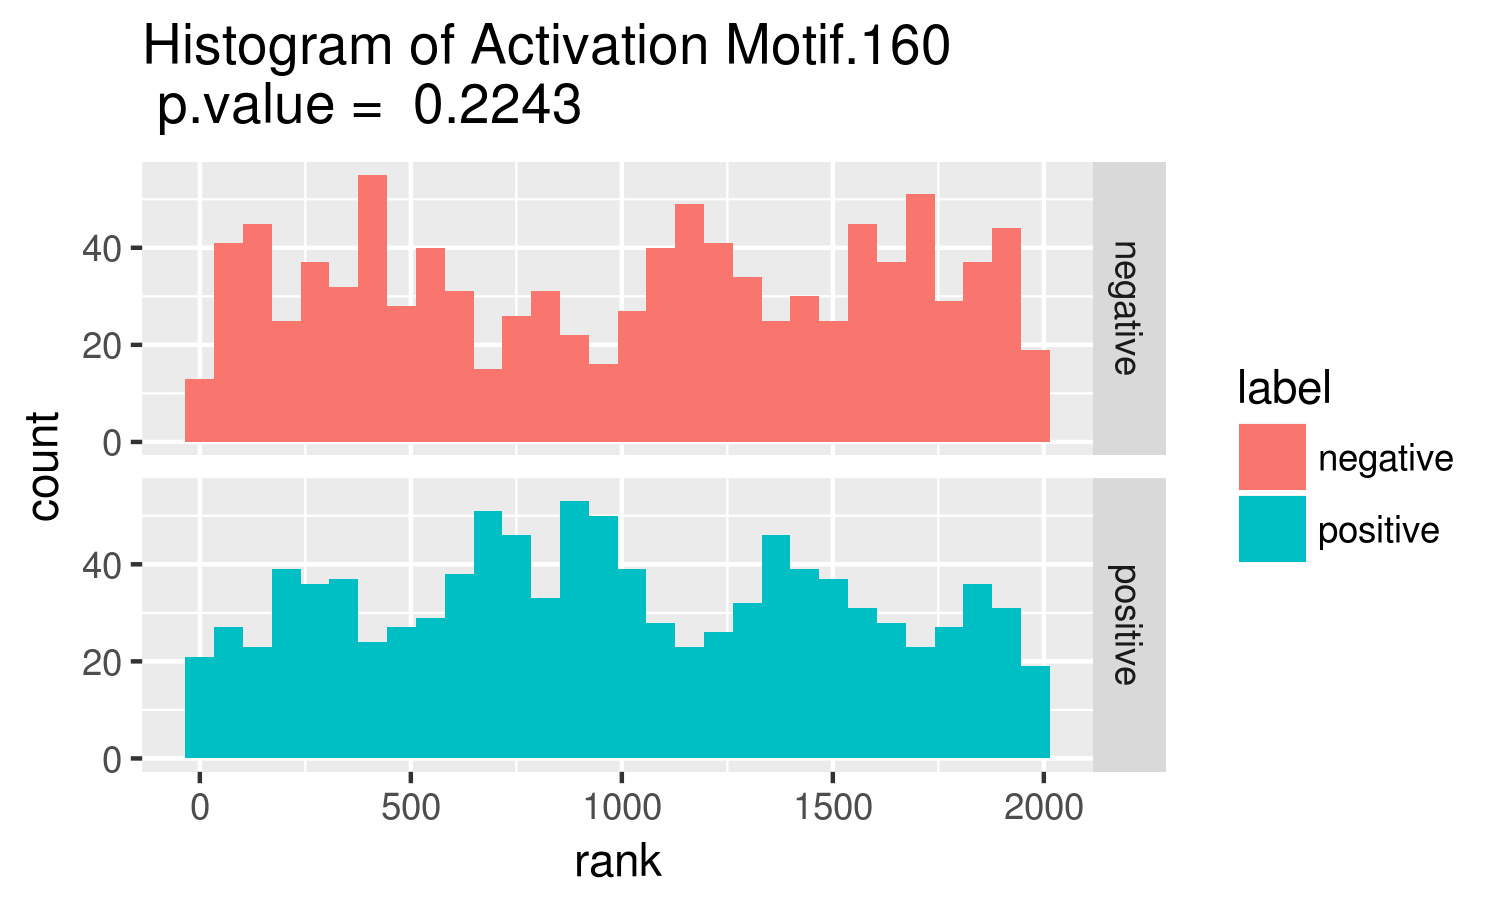 Histogram of Activation Motif.160
p.value =  0.2243
count
40
20
0
negative
40
20
0
positive
0 500 1000 1500 2000
rank
label
negative
positive